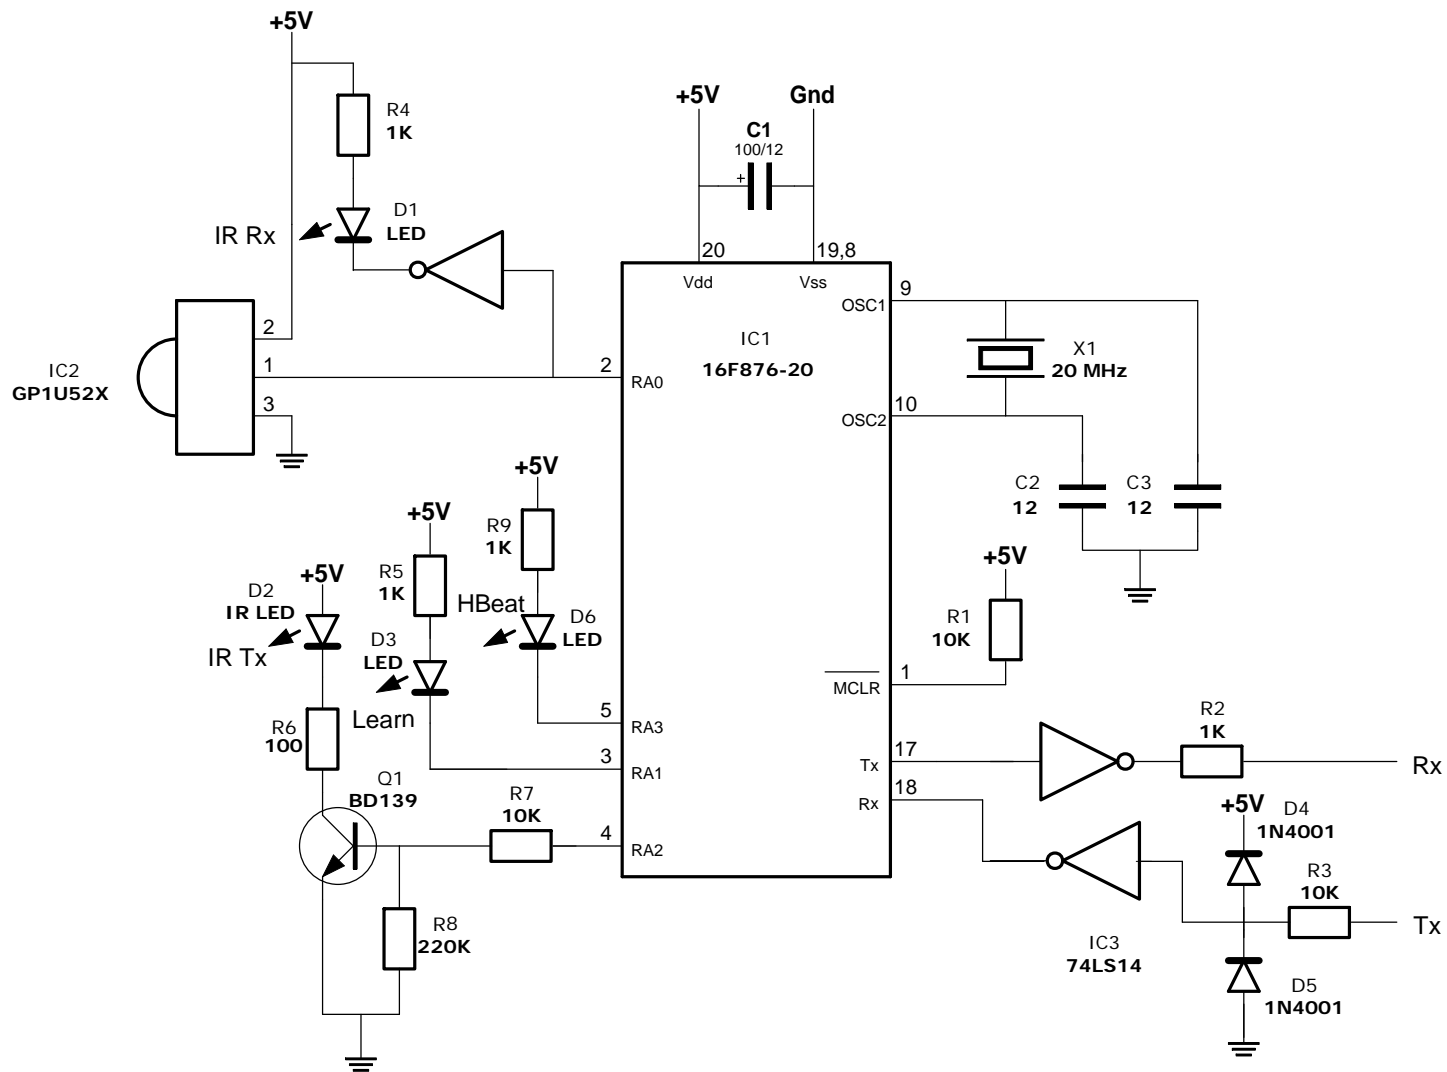 +5V
R4
1K
D1
LED
IR Rx
IC2
GP1U52X
2
1
3
+5V
Gnd
C1
100/12
+
20
19,8
Vdd
Vss
IC1
16F876-20
2
RA0
OSC1
9
OSC2
10
X1
20 MHz
C2
12
C3
12
+5V
R9
1K
HBeat
D6
LED
+5V
R5
1K
D3
LED
Learn
+5V
D2
IR LED
IR Tx
R6
100
Q1
BD139
R7
10K
R8
220K
5
RA3
3
RA1
4
RA2
+5V
R1
10K
1
MCLR
17
Tx
18
Rx
R2
1K
Rx
+5V
D4
1N4001
R3
10K
Tx
IC3
74LS14
D5
1N4001